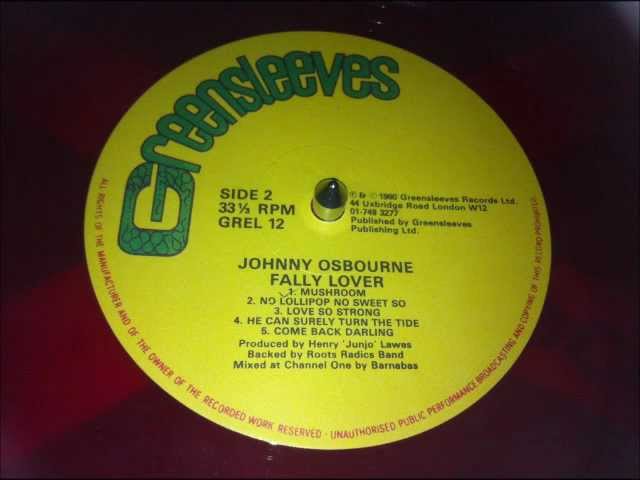 Greensleeves
SIDE 2
33⅓ RPM
GREL 12
℗ & © 1980 Greensleeves Records Ltd.
44 Uxbridge Road London W12
01-749 3277
Published by Greensleeves
Publishing Ltd.
JOHNNY OSBOURNE
FALLY LOVER
1. MUSHROOM
2. NO LOLLIPOP NO SWEET SO
3. LOVE SO STRONG
4. HE CAN SURELY TURN THE TIDE
5. COME BACK DARLING
Produced by Henry 'Junjo' Lawes
Backed by Roots Radics Band
Mixed at Channel One by Barnabas
ALL RIGHTS OF THE MANUFACTURER AND OF THE OWNER OF THE RECORDED WORK RESERVED · UNAUTHORISED PUBLIC PERFORMANCE BROADCASTING AND COPYING OF THIS RECORD PROHIBITED